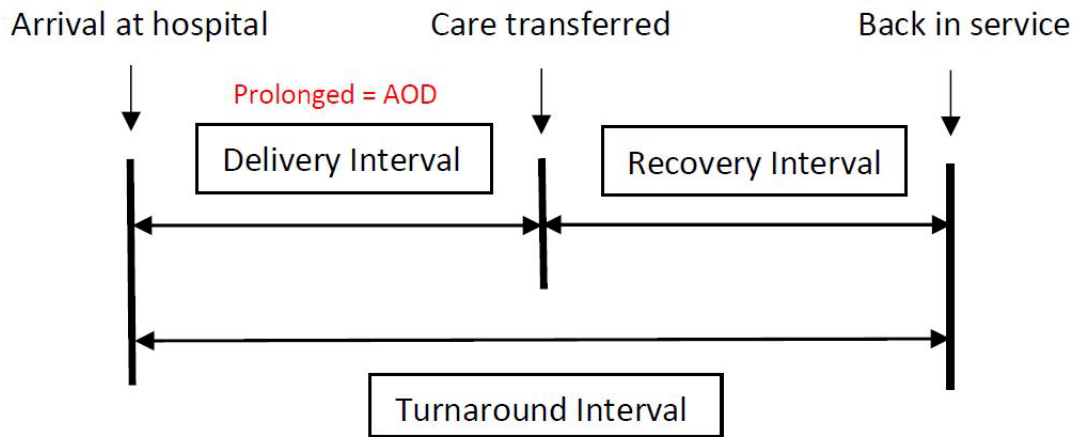 Arrival at hospital
Care transferred
Back in service
Prolonged = AOD
Delivery Interval
Recovery Interval
Turnaround Interval